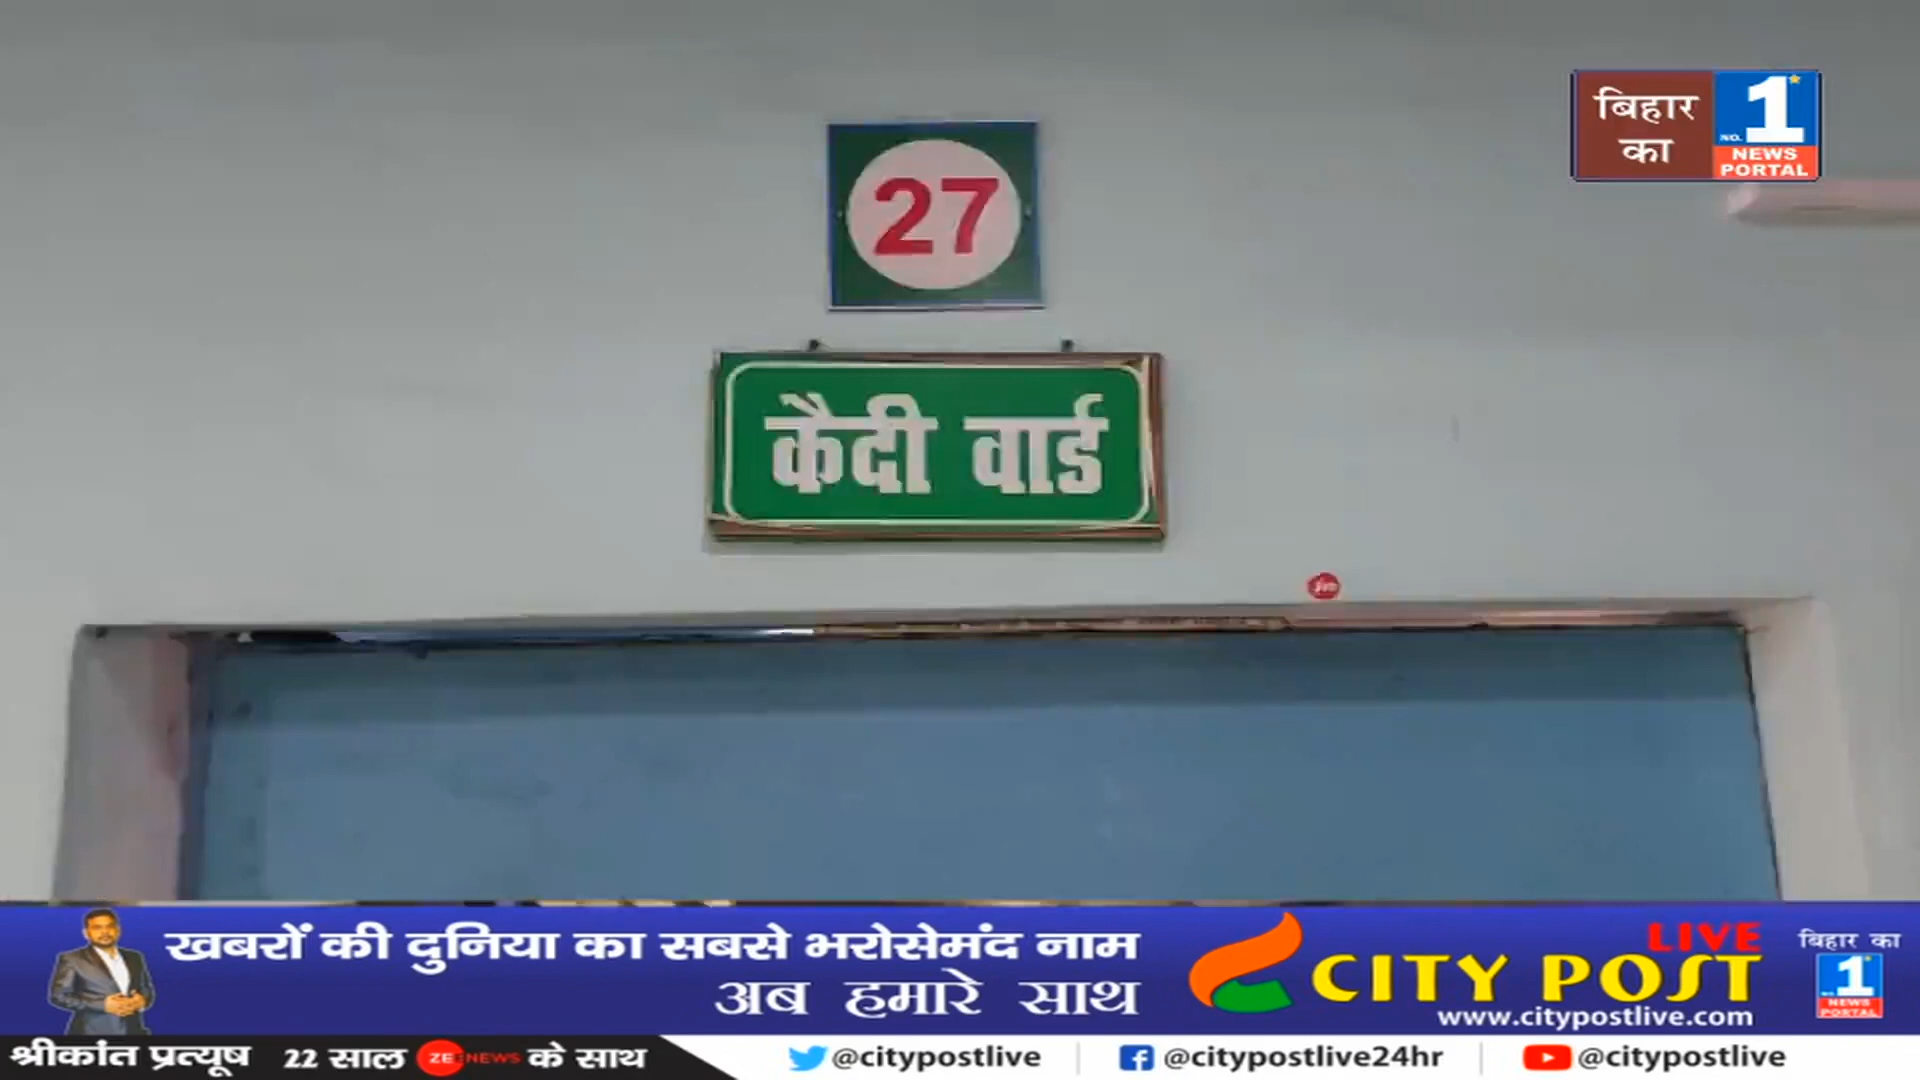 बिहार
का
NO. 1
NEWS
PORTAL
27
कैदी वार्ड
खबरों की दुनिया का सबसे भरोसेमंद नाम
अब हमारे साथ
LIVE
CITY POST
www.citypostlive.com
बिहार का
1
NEWS
PORTAL
श्रीकांत प्रत्यूष 22 साल ZEE NEWS के साथ
@citypostlive
@citypostlive24hr
@citypostlive